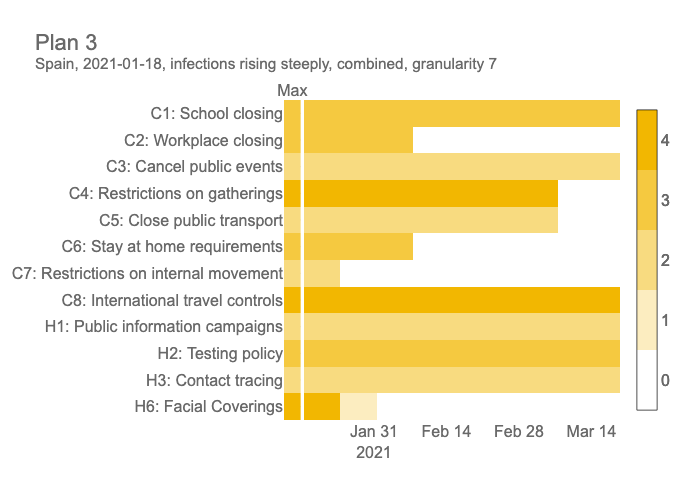 Plan 3
Spain, 2021-01-18, infections rising steeply, combined, granularity 7
Max
C1: School closing
C2: Workplace closing
C3: Cancel public events
C4: Restrictions on gatherings
C5: Close public transport
C6: Stay at home requirements
C7: Restrictions on internal movement
C8: International travel controls
H1: Public information campaigns
H2: Testing policy
H3: Contact tracing
H6: Facial Coverings
Jan 31 Feb 14 Feb 28 Mar 14
2021
4
3
2
1
0